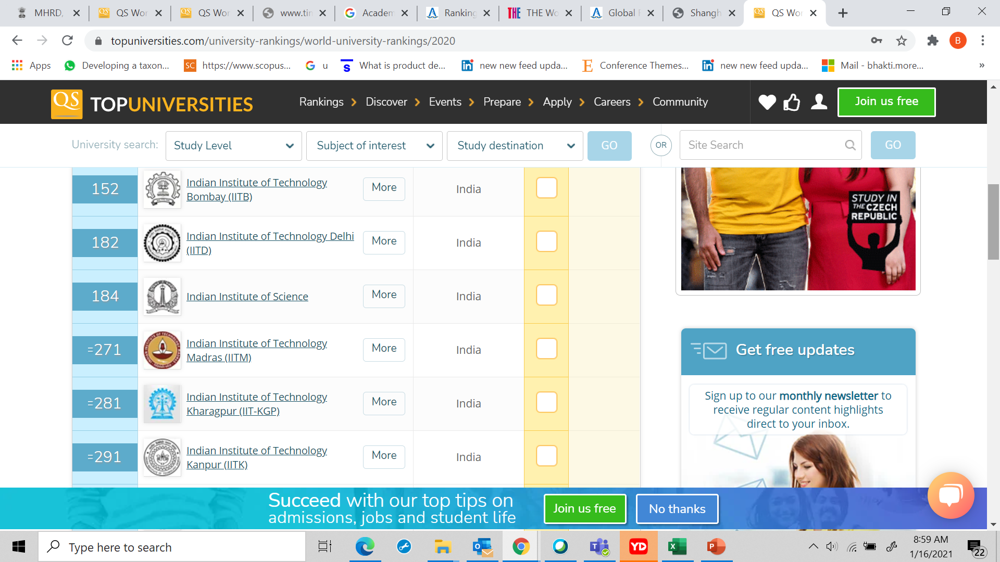 MHRD,
QS Wor
QS Wor
www.tin
Academ
Ranking
THE THE Wo
Global R
Shangh
QS Wor
topuniversities.com/university-rankings/world-university-rankings/2020
B
Apps
Developing a taxon...
SC https://www.scopus...
u
What is product de...
new new feed upda...
E Conference Themes...
new new feed upda...
Mail - bhakti.more...
»
QS TOPUNIVERSITIES
Rankings
Discover
Events
Prepare
Apply
Careers
Community
Join us free
University search:
Study Level
Subject of interest
Study destination
GO
OR
Site Search
GO
152
Indian Institute of Technology
Bombay (IITB)
More
India
182
Indian Institute of Technology Delhi
(IITD)
More
India
184
Indian Institute of Science
More
India
=271
Indian Institute of Technology
Madras (IITM)
More
India
=281
Indian Institute of Technology
Kharagpur (IIT-KGP)
More
India
=291
Indian Institute of Technology
Kanpur (IITK)
More
India
STUDY IN
THE CZECH
REPUBLIC
Get free updates
Sign up to our monthly newsletter to
receive regular content highlights
direct to your inbox.
Succeed with our top tips on
admissions, jobs and student life
Join us free
No thanks
Type here to search
YD
8:59 AM
1/16/2021
22